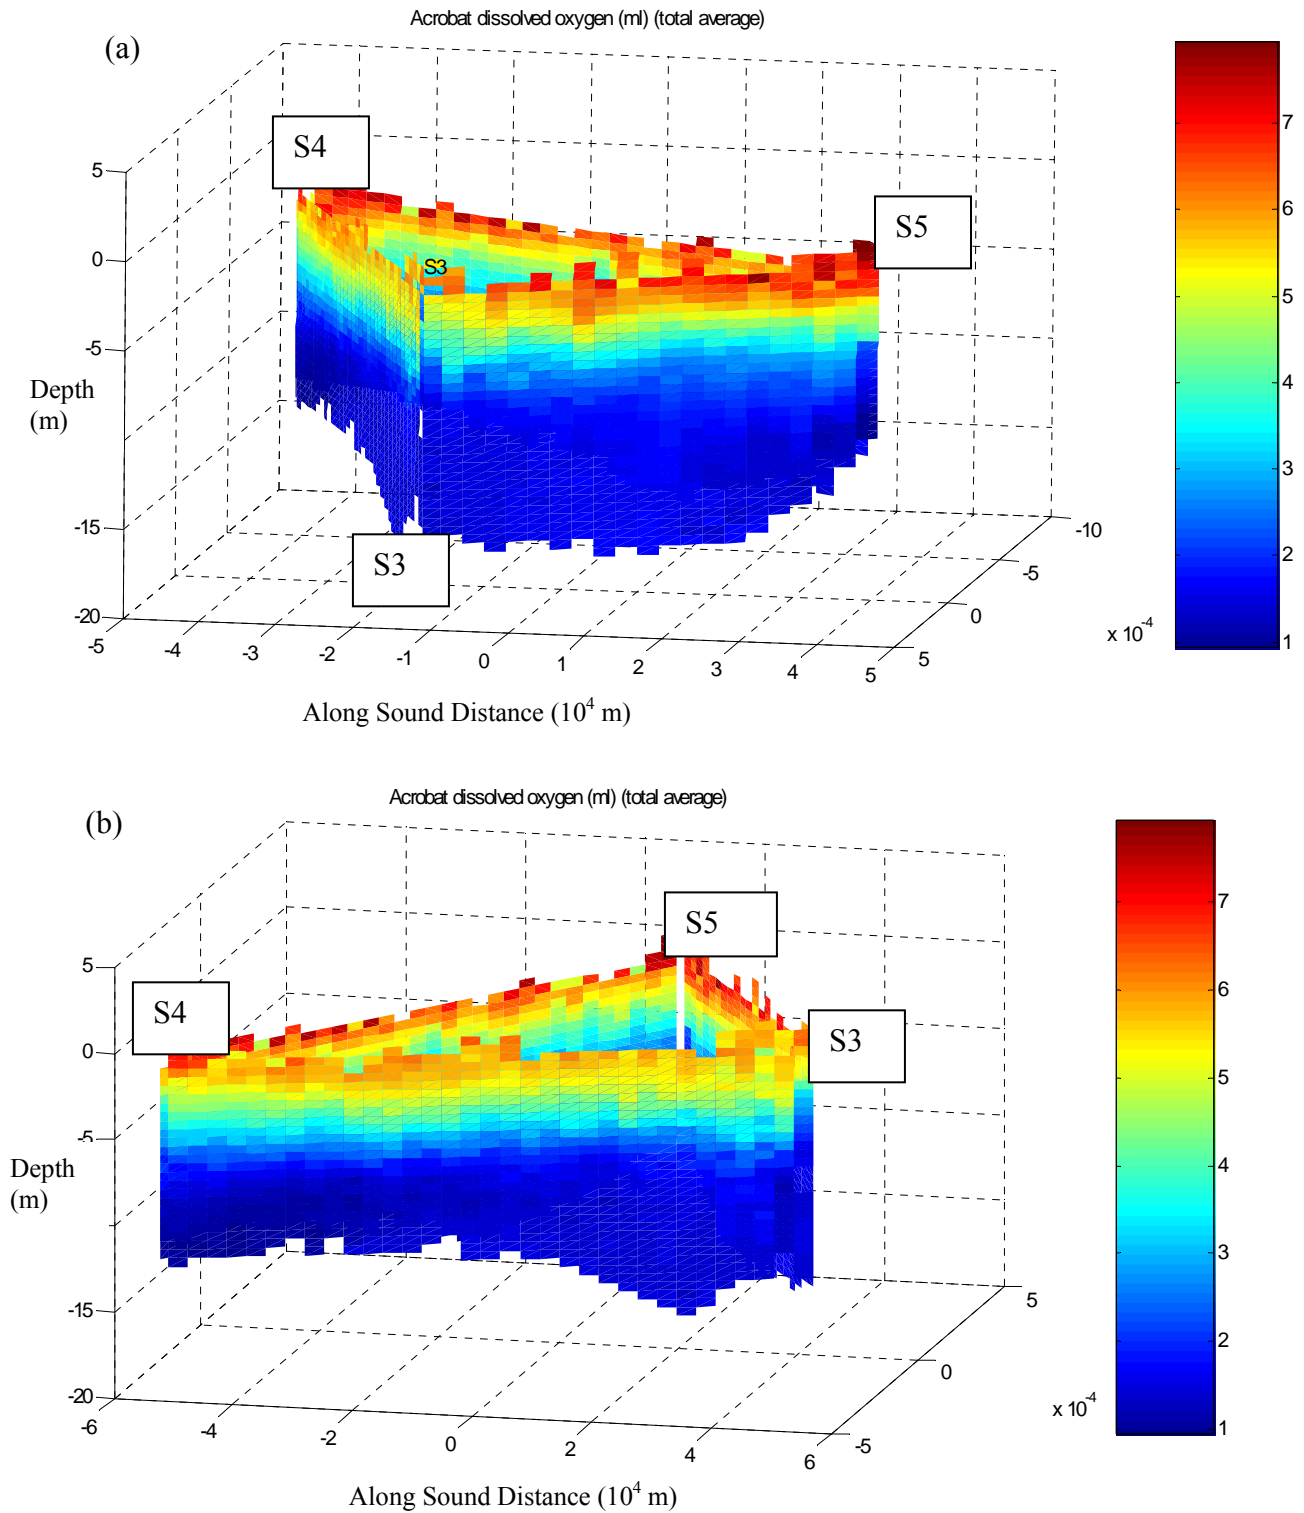 Acrobat dissolved oxygen (ml) (total average)
(a)
S4
S5
S3
S3
5
0
-5
-15
-20
Depth
(m)
-5
-4
-3
-2
-1
0
1
2
3
4
5
5
0
-5
-10
x 10-4
Along Sound Distance (10^4 m)
7
6
5
4
3
2
1
Acrobat dissolved oxygen (ml) (total average)
(b)
S5
S4
S3
5
0
-5
-15
-20
Depth
(m)
-6
-4
-2
0
2
4
6
-5
0
5
x 10-4
Along Sound Distance (10^4 m)
7
6
5
4
3
2
1